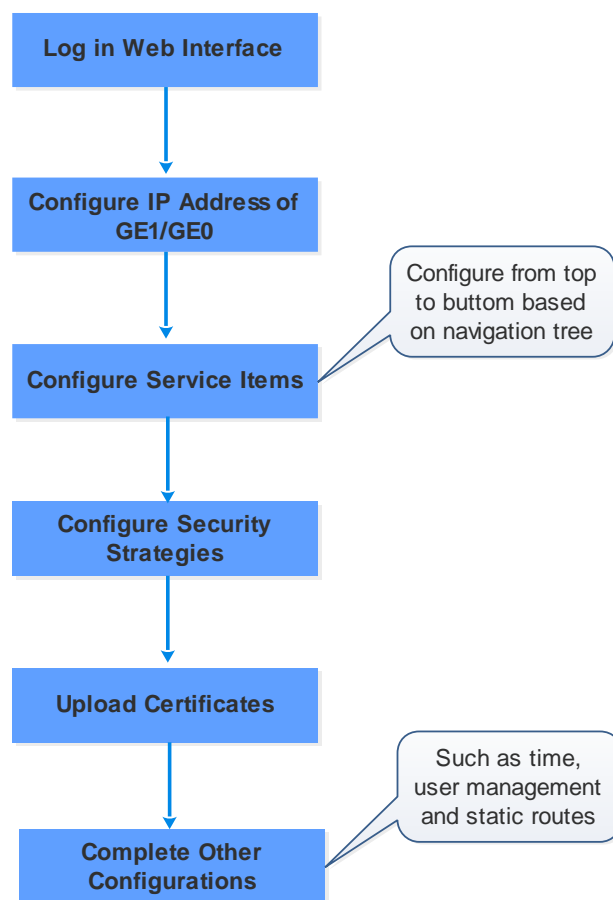 Log in Web Interface
Configure IP Address of
GE1/GE0
Configure from top
to buttom based
on navigation tree
Configure Service Items
Configure Security
Strategies
Upload Certificates
Such as time,
user management
and static routes
Complete Other
Configurations